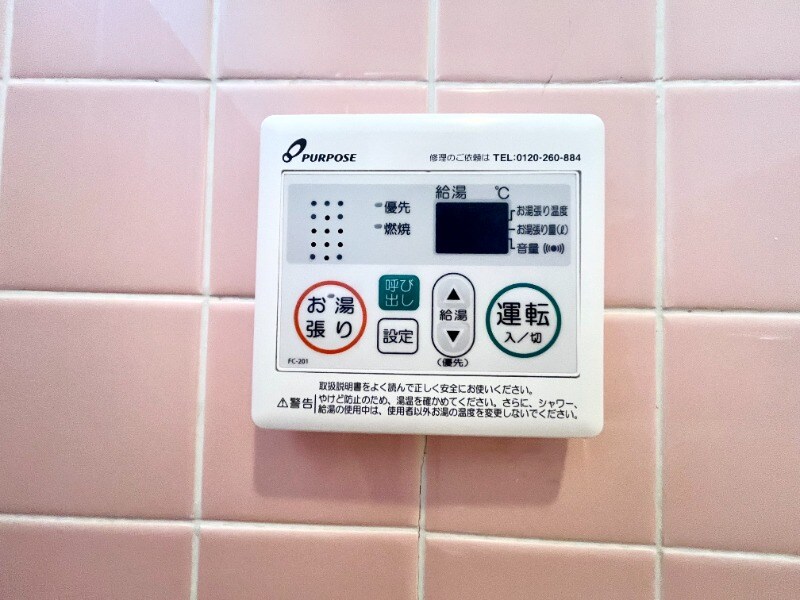 PURPOSE 修理のご依頼は TEL:0120-260-884
給湯 ℃
優先
燃焼
お湯張り温度
お湯張り量(ℓ)
音量
お湯
張り
呼び
出し
設定
▲
給湯
▼
(優先)
運転
入/切
FC-201
取扱説明書をよく読んで正しく安全にお使いください。
⚠警告
やけど防止のため、湯温を確かめてください。さらに、シャワー、
給湯の使用中は、使用者以外お湯の温度を変更しないでください。